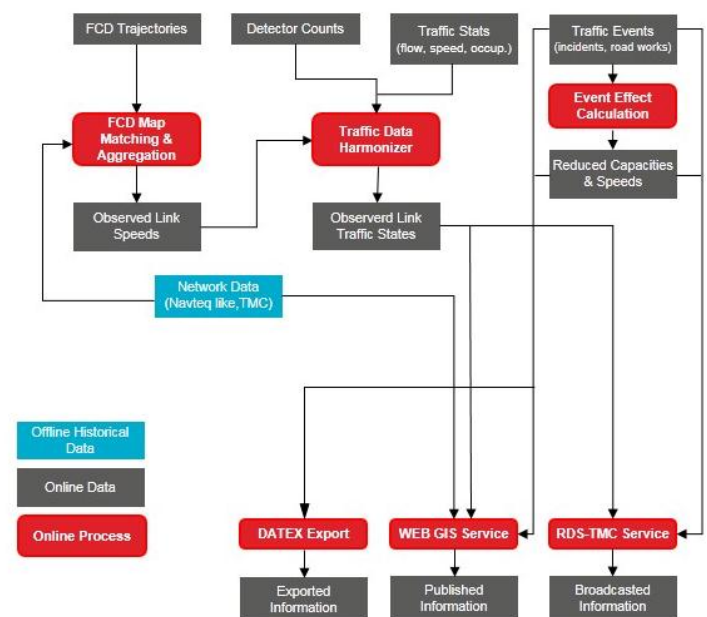 FCD Trajectories
Detector Counts
Traffic Stats
(flow, speed, occup.)
Traffic Events
(incidents, road works)
FCD Map
Matching &
Aggregation
Traffic Data
Harmonizer
Event Effect
Calculation
Reduced Capacities
& Speeds
Observed Link
Speeds
Observerd Link
Traffic States
Network Data
(Navteq like,TMC)
Offline Historical
Data
Online Data
Online Process
DATEX Export
WEB GIS Service
RDS-TMC Service
Exported
Information
Published
Information
Broadcasted
Information